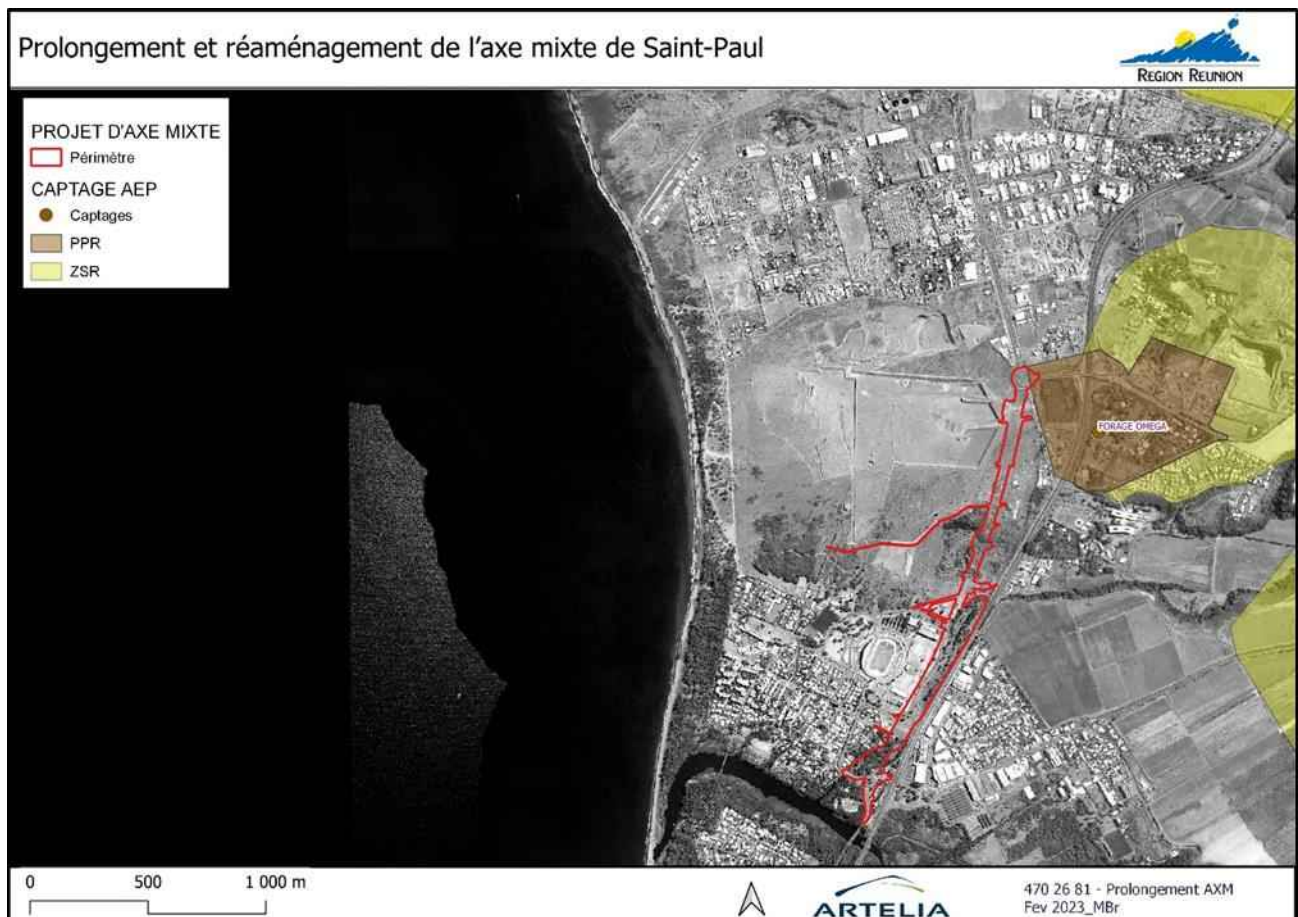 Prolongement et réaménagement de l'axe mixte de Saint-Paul
REGION REUNION
PROJET D'AXE MIXTE
Périmètre
CAPTAGE AEP
Captages
PPR
ZSR
FORAGE OMEGA
0 500 1 000 m
ARTELIA
470 26 81 - Prolongement AXM
Fev 2023_MBr